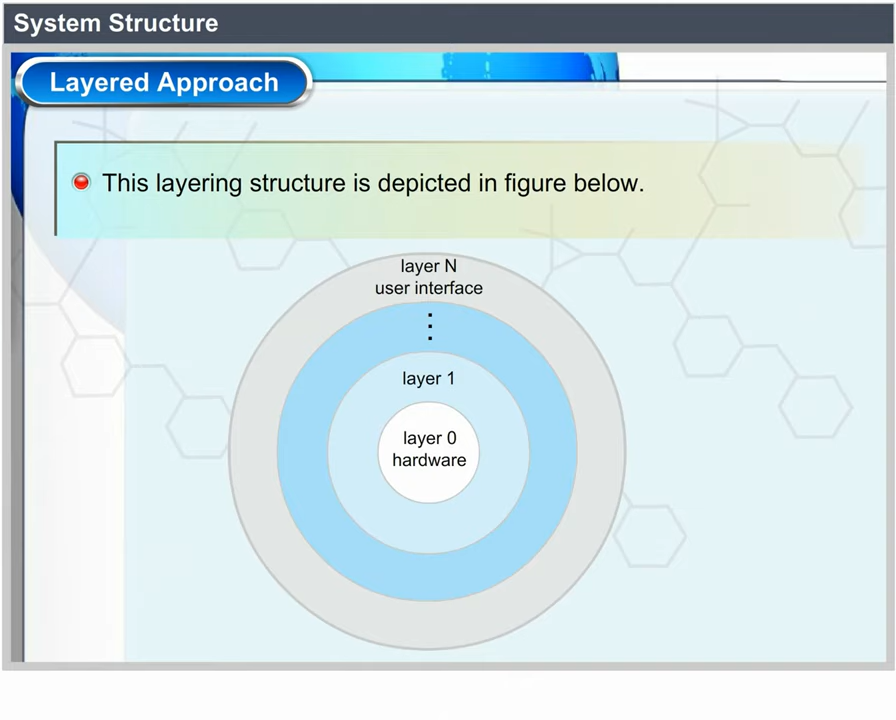 System Structure
Layered Approach
This layering structure is depicted in figure below.
layer N
user interface
⋮
layer 1
layer 0
hardware